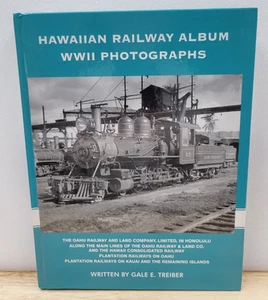 HAWAIIAN RAILWAY ALBUM
WWII PHOTOGRAPHS
THE OAHU RAILWAY AND LAND COMPANY, LIMITED, IN HONOLULU
ALONG THE MAIN LINES OF THE OAHU RAILWAY & LAND CO.
AND THE HAWAII CONSOLIDATED RAILWAY
PLANTATION RAILWAYS ON OAHU
PLANTATION RAILWAYS ON KAUAI AND THE REMAINING ISLANDS
WRITTEN BY GALE E. TREIBER